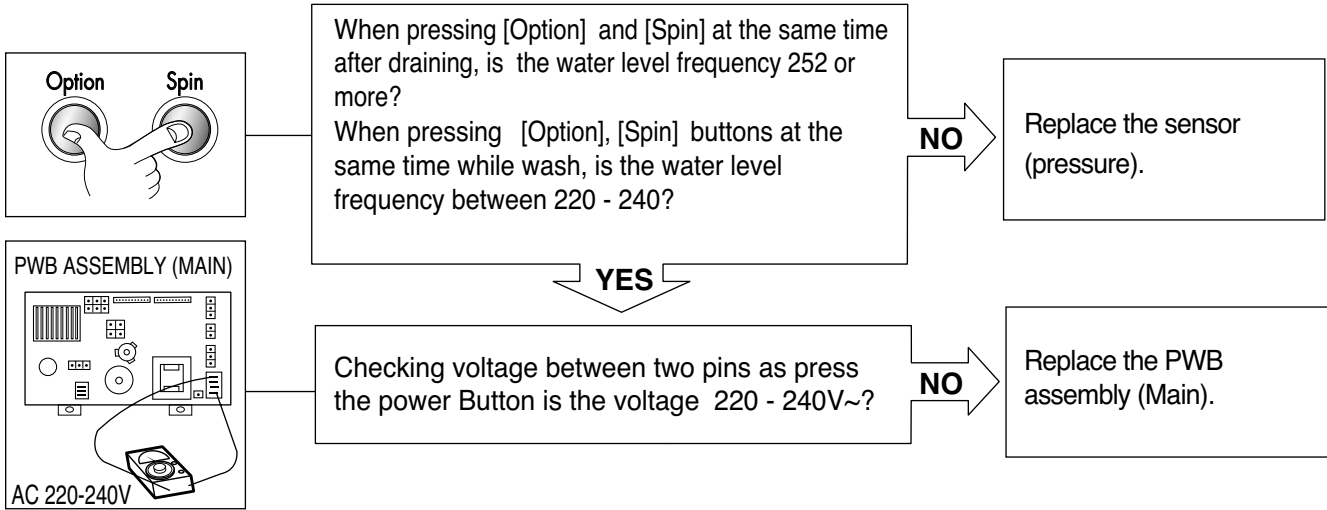 Option Spin
When pressing [Option] and [Spin] at the same time
after draining, is the water level frequency 252 or
more?
When pressing [Option], [Spin] buttons at the
same time while wash, is the water level
frequency between 220 - 240?
NO
Replace the sensor
(pressure).
YES
PWB ASSEMBLY (MAIN)
AC 220-240V
Checking voltage between two pins as press
the power Button is the voltage 220 - 240V~?
NO
Replace the PWB
assembly (Main).